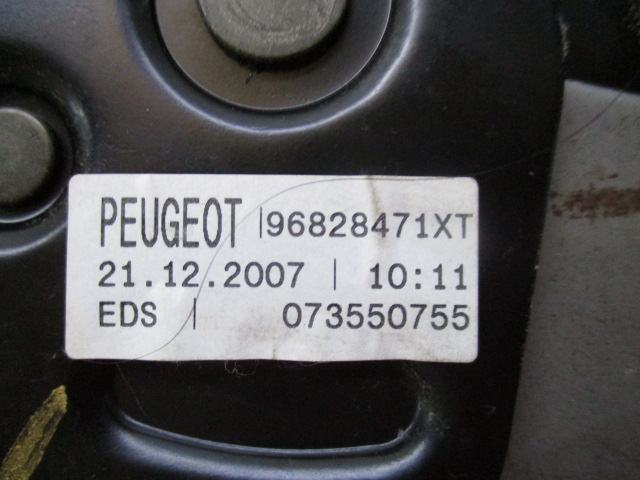 PEUGEOT | 96828471XT
21.12.2007 | 10:11
EDS | 073550755